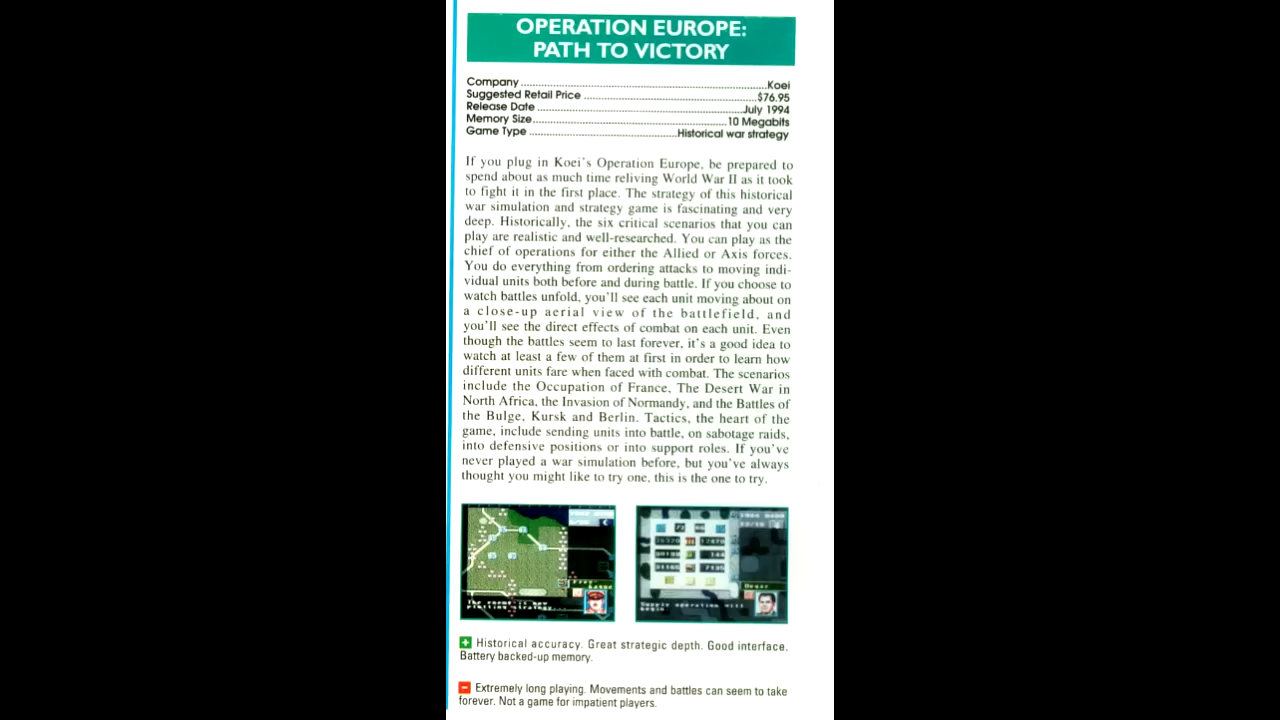 OPERATION EUROPE:
PATH TO VICTORY
Company ........................................................................Koei
Suggested Retail Price ..................................................$76.95
Release Date ............................................................July 1994
Memory Size.........................................................10 Megabits
Game Type ...........................................Historical war strategy
If you plug in Koei's Operation Europe, be prepared to
spend about as much time reliving World War II as it took
to fight it in the first place. The strategy of this historical
war simulation and strategy game is fascinating and very
deep. Historically, the six critical scenarios that you can
play are realistic and well-researched. You can play as the
chief of operations for either the Allied or Axis forces.
You do everything from ordering attacks to moving indi-
vidual units both before and during battle. If you choose to
watch battles unfold, you'll see each unit moving about on
a close-up aerial view of the battlefield, and
you'll see the direct effects of combat on each unit. Even
though the battles seem to last forever, it's a good idea to
watch at least a few of them at first in order to learn how
different units fare when faced with combat. The scenarios
include the Occupation of France, The Desert War in
North Africa, the Invasion of Normandy, and the Battles of
the Bulge, Kursk and Berlin. Tactics, the heart of the
game, include sending units into battle, on sabotage raids,
into defensive positions or into support roles. If you've
never played a war simulation before, but you've always
thought you might like to try one, this is the one to try.
The enemy is now
plotting strategy
Supply operation will
begin
+ Historical accuracy. Great strategic depth. Good interface.
Battery backed-up memory.
- Extremely long playing. Movements and battles can seem to take
forever. Not a game for impatient players.